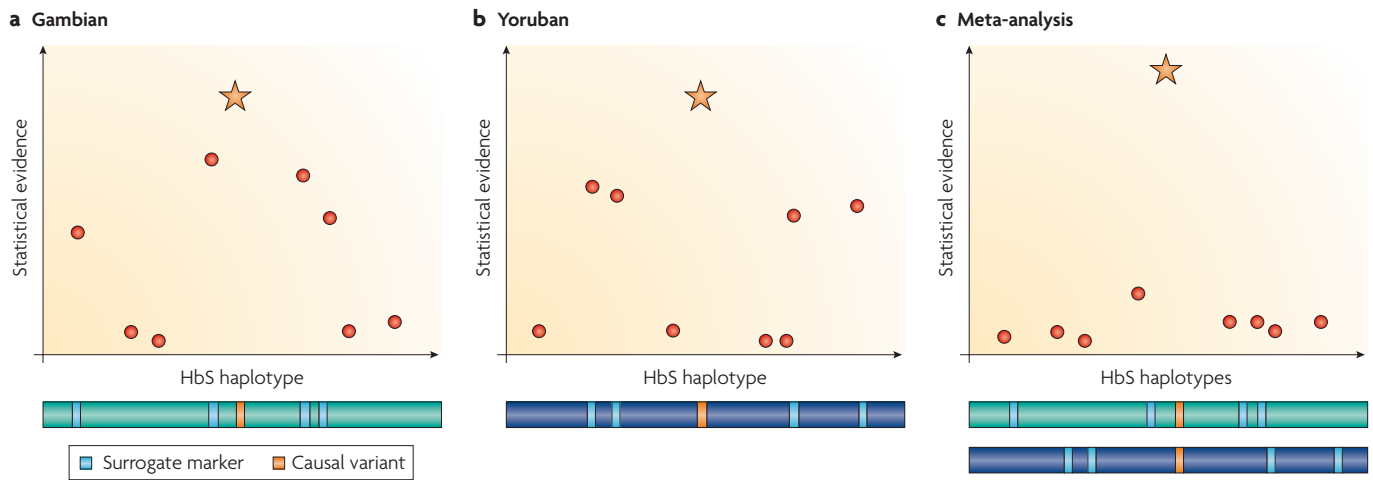 a Gambian
Statistical evidence
HbS haplotype
Surrogate marker
Causal variant
b Yoruban
Statistical evidence
HbS haplotype
c Meta-analysis
Statistical evidence
HbS haplotypes